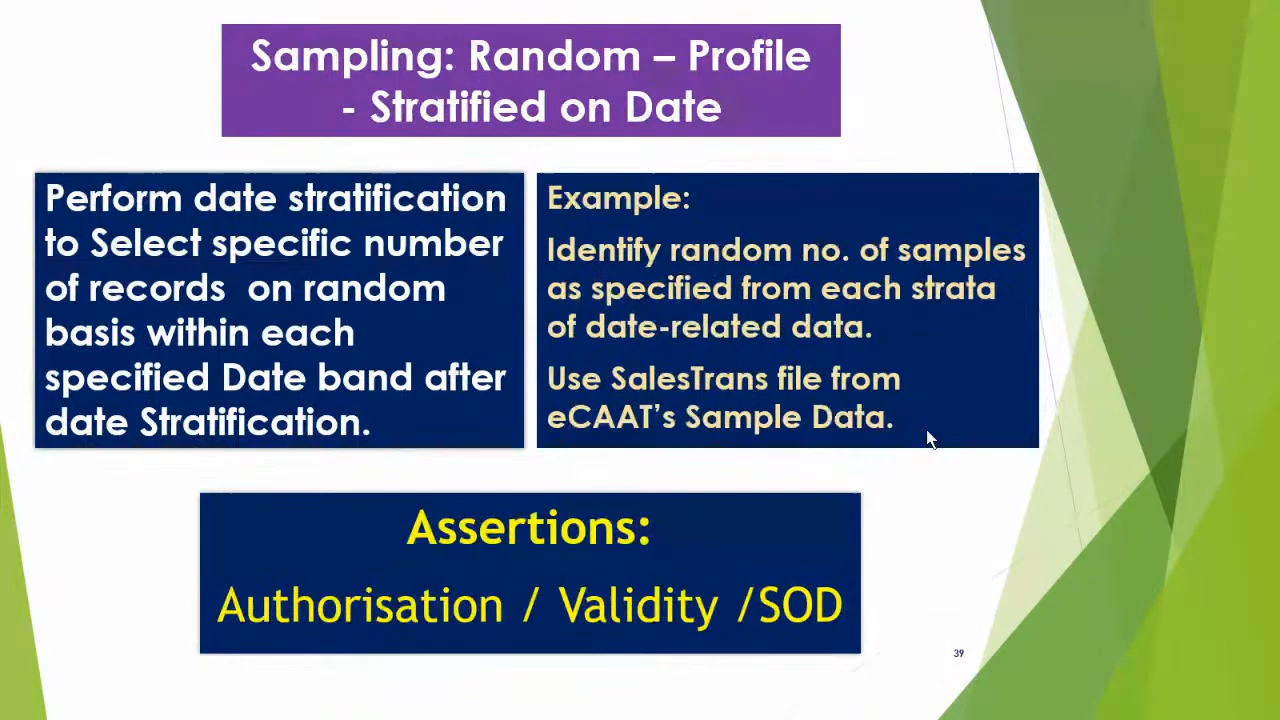 Sampling: Random – Profile
- Stratified on Date
Perform date stratification
to Select specific number
of records on random
basis within each
specified Date band after
date Stratification.
Example:
Identify random no. of samples
as specified from each strata
of date-related data.
Use SalesTrans file from
eCAAT’s Sample Data.
Assertions:
Authorisation / Validity /SOD
39